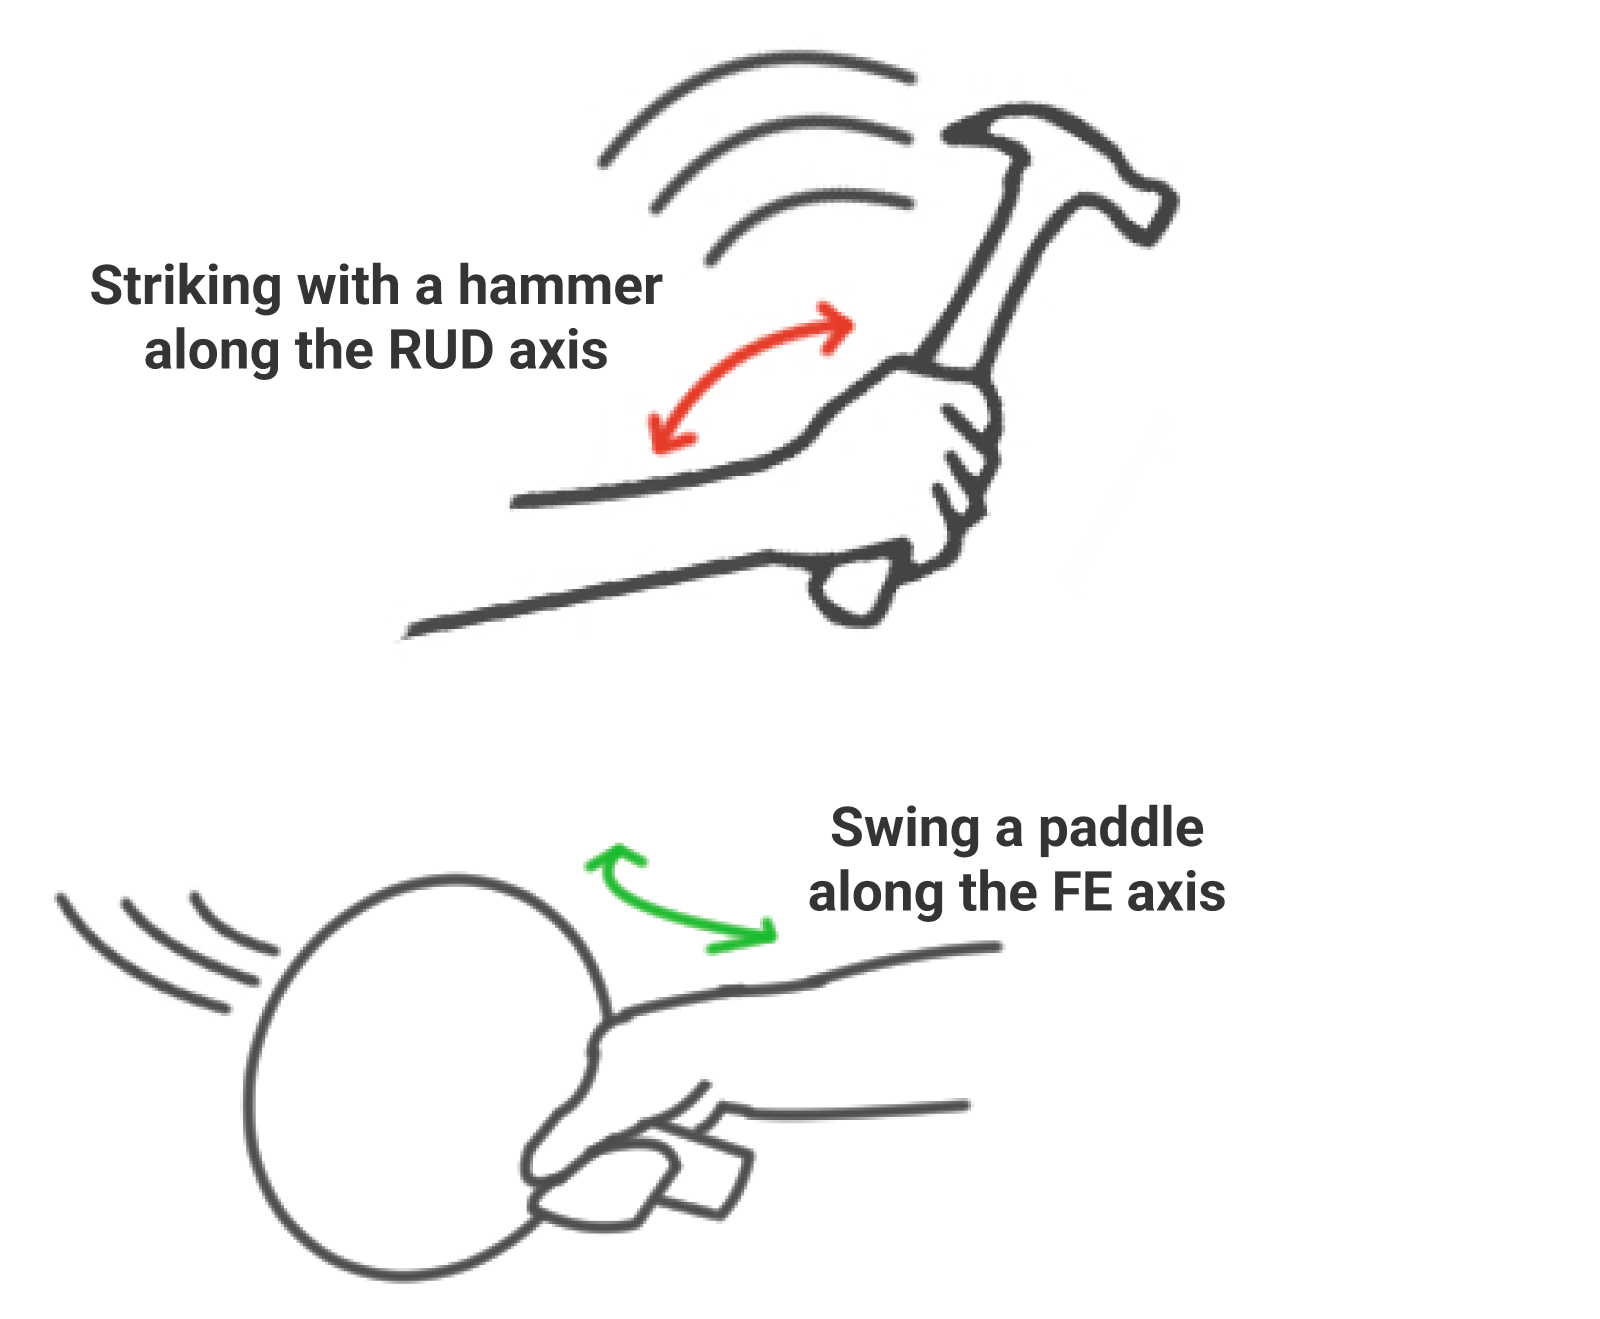 Striking with a hammer
along the RUD axis
Swing a paddle
along the FE axis